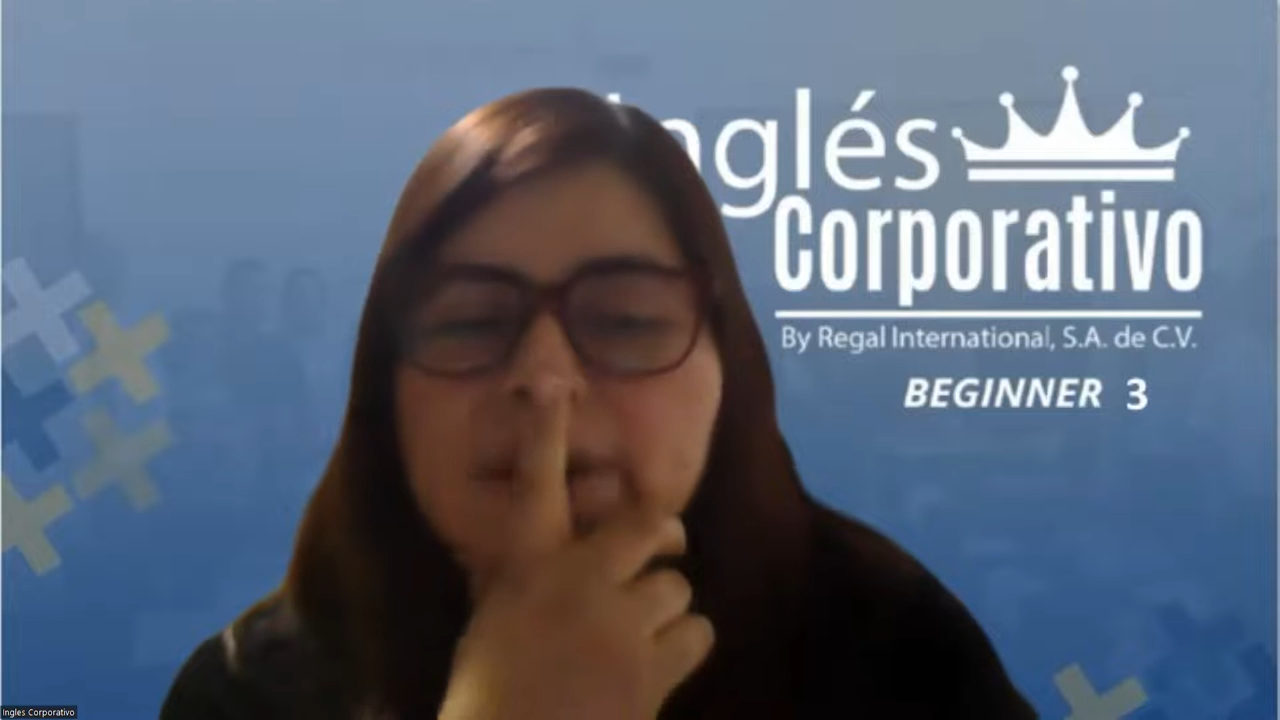 Inglés
Corporativo
By Regal International, S.A. de C.V.
BEGINNER 3
Ingles Corporativo